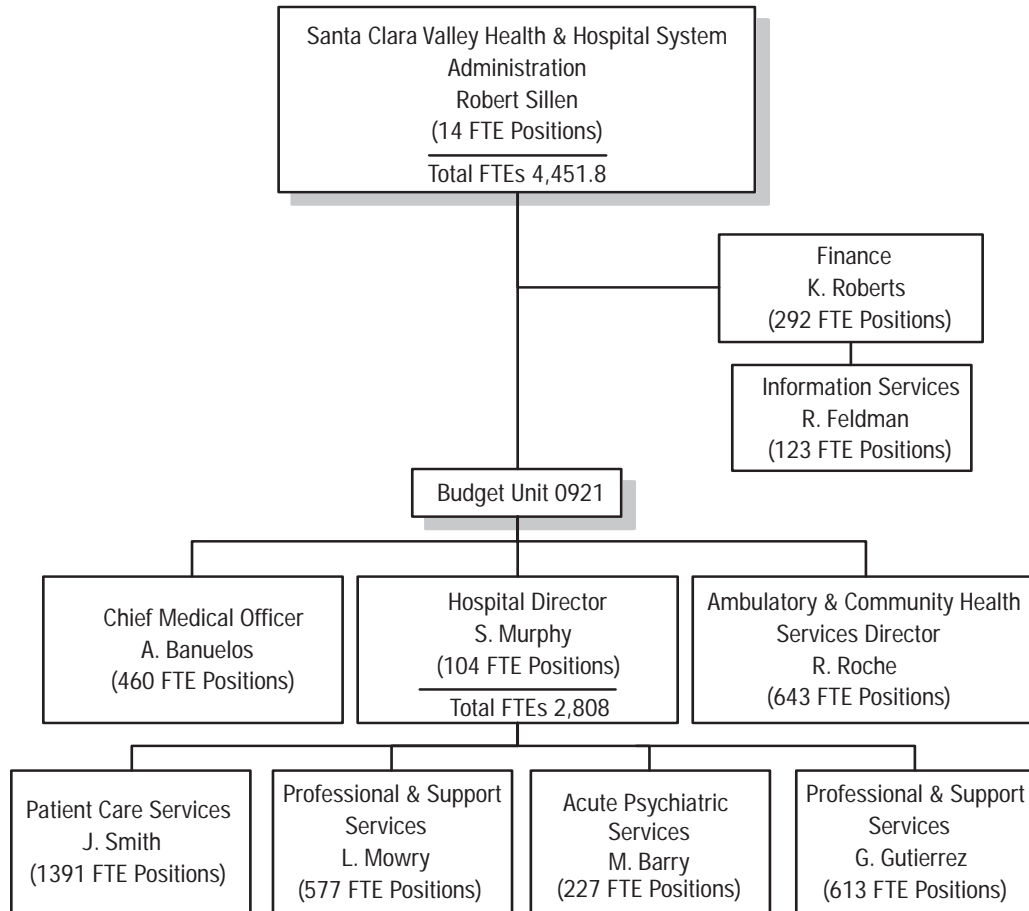 Santa Clara Valley Health & Hospital System
Administration
Robert Sillen
(14 FTE Positions)
Total FTEs 4,451.8
Finance
K. Roberts
(292 FTE Positions)
Information Services
R. Feldman
(123 FTE Positions)
Budget Unit 0921
Chief Medical Officer
A. Banuelos
(460 FTE Positions)
Hospital Director
S. Murphy
(104 FTE Positions)
Total FTEs 2,808
Ambulatory & Community Health
Services Director
R. Roche
(643 FTE Positions)
Patient Care Services
J. Smith
(1391 FTE Positions)
Professional & Support
Services
L. Mowry
(577 FTE Positions)
Acute Psychiatric
Services
M. Barry
(227 FTE Positions)
Professional & Support
Services
G. Gutierrez
(613 FTE Positions)